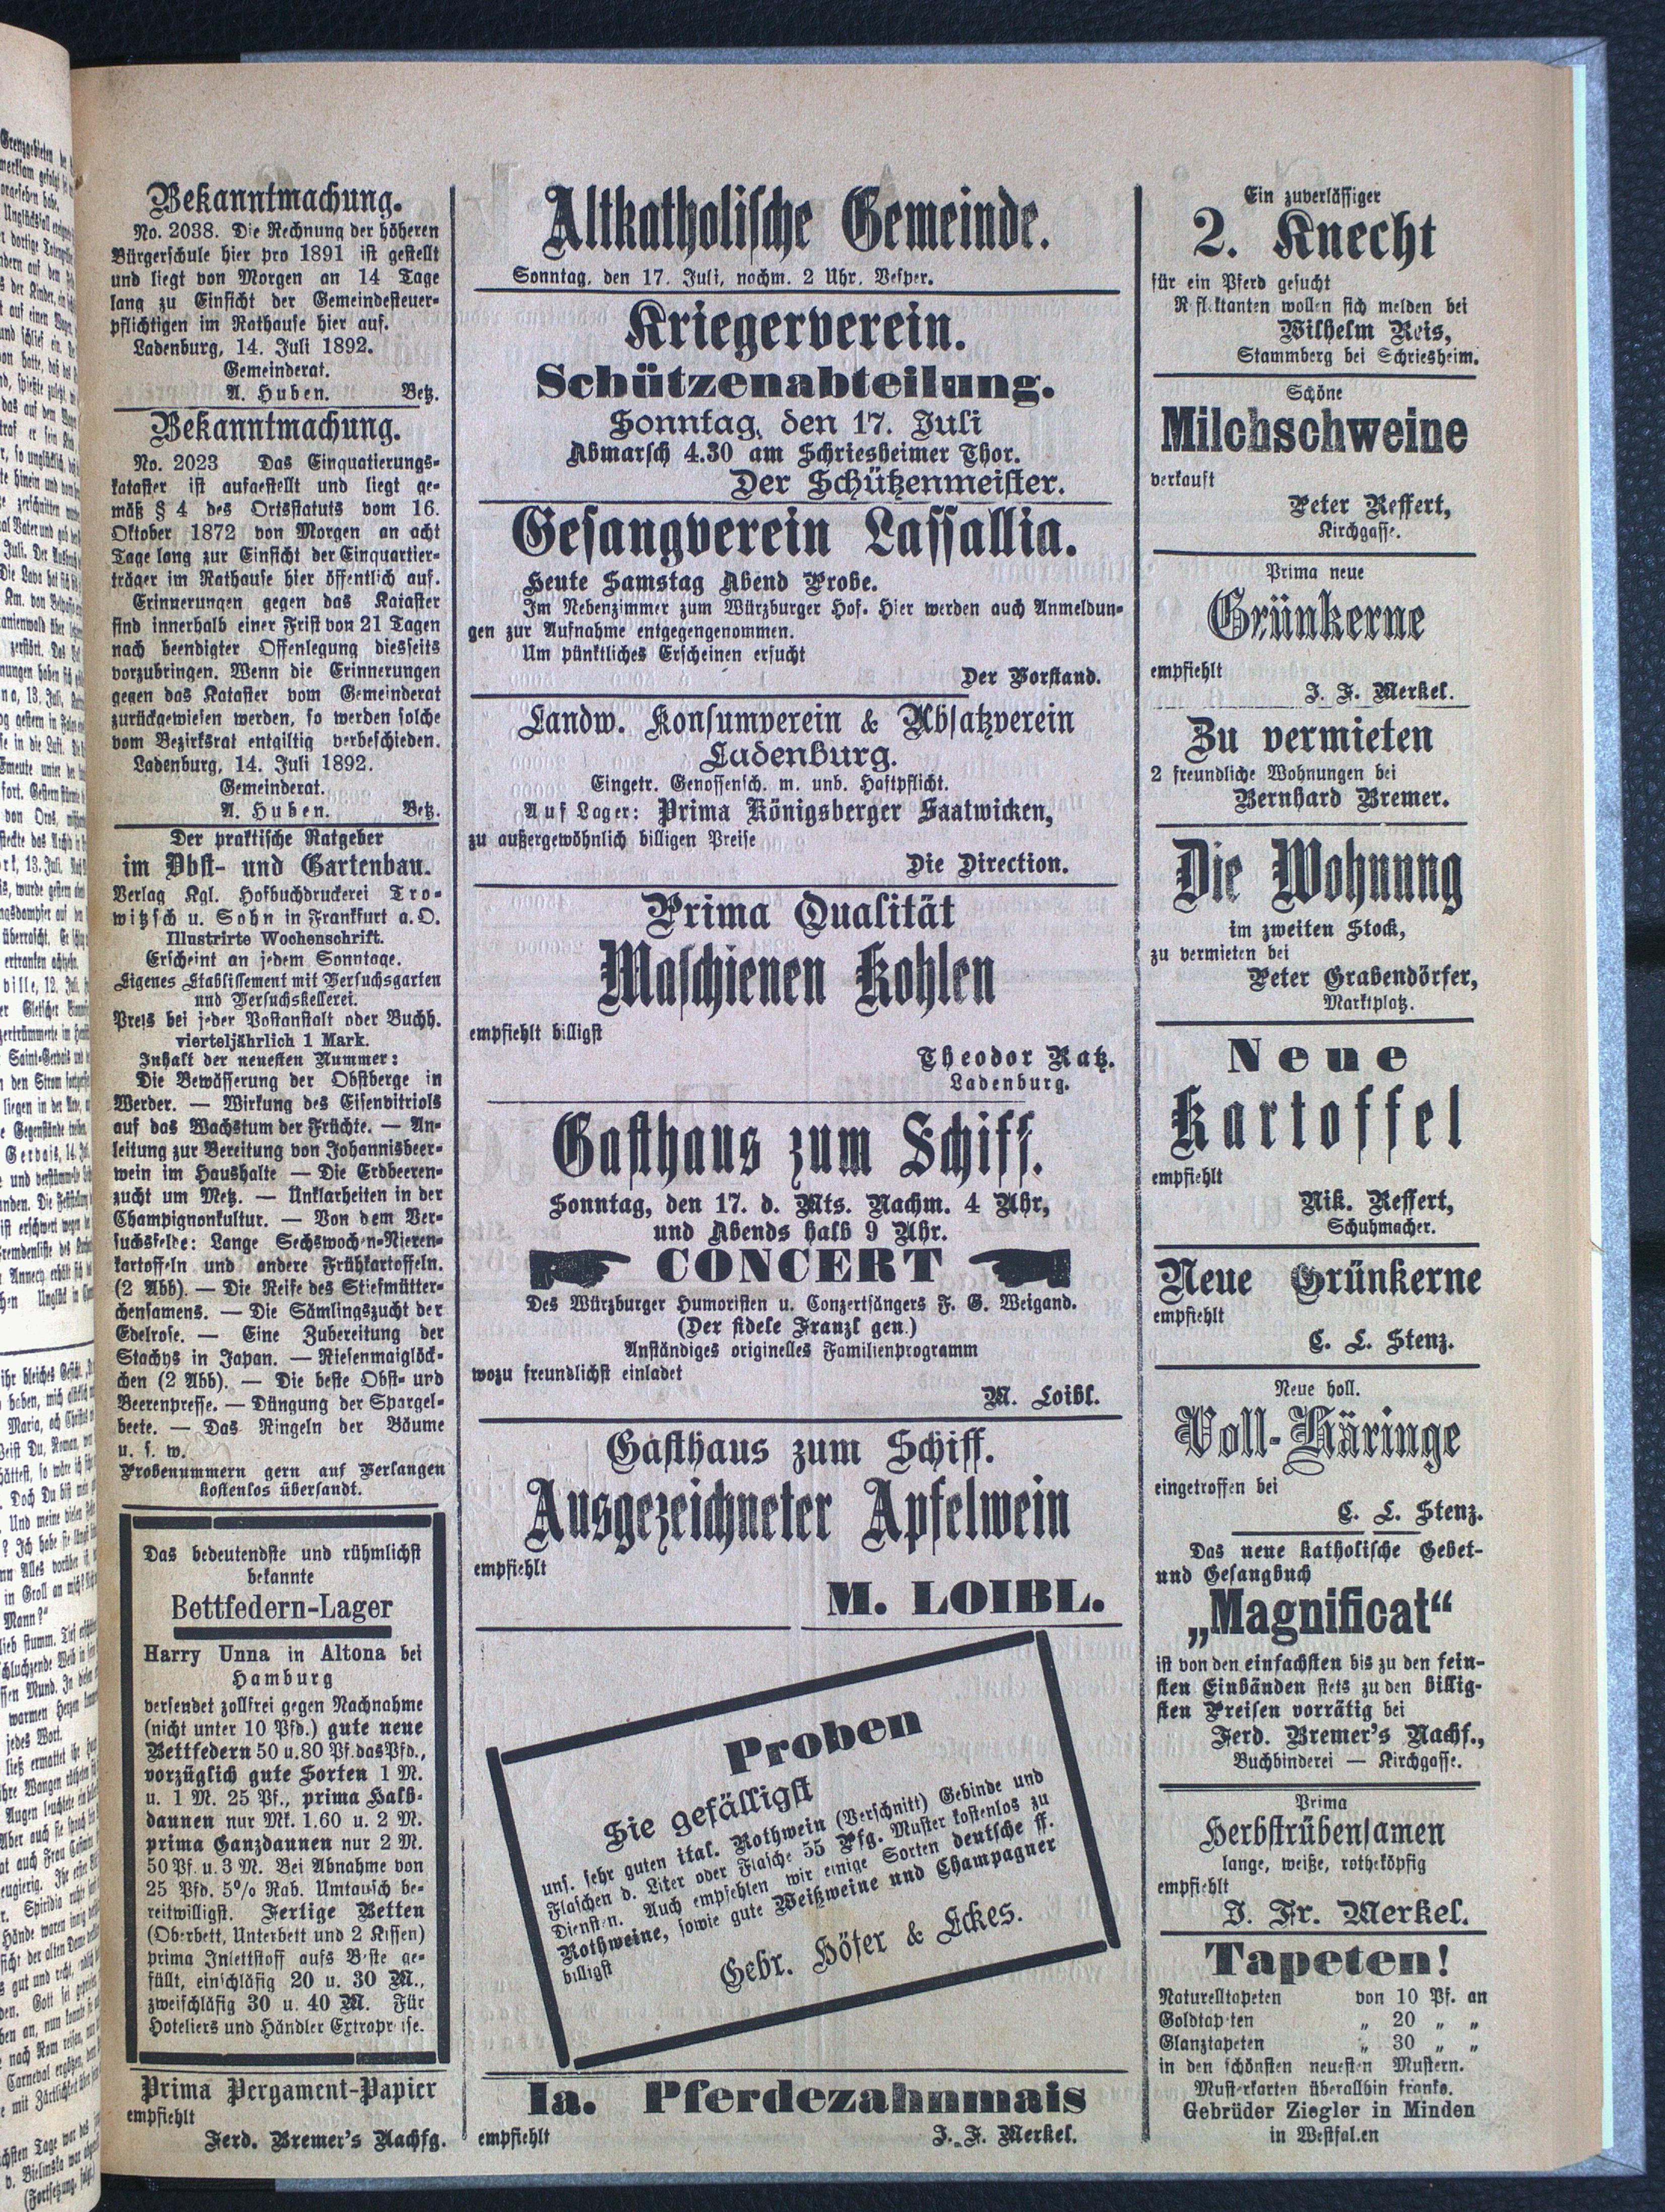 Bekanntmachung.
No. 2038. Die Rechnung der höheren
Bürgerschule hier pro 1891 ist gestellt
und liegt von Morgen an 14 Tage
lang zu Einsicht der Gemeindesteuer-
pflichtigen im Rathause hier auf.
Ladenburg, 14. Juli 1892.
Gemeinderat.
A. Huben. Betz.
Bekanntmachung.
No. 2023 Das Einquatierungs-
kataster ist aufgestellt und liegt ge-
mäß § 4 des Ortsstatuts vom 16.
Oktober 1872 von Morgen an acht
Tage lang zur Einsicht der Einquartier-
träger im Rathause hier öffentlich auf.
Erinnerungen gegen das Kataster
sind innerhalb einer Frist von 21 Tagen
nach beendigter Offenlegung diesseits
vorzubringen. Wenn die Erinnerungen
gegen das Kataster vom Gemeinderat
zurückgewiesen werden, so werden solche
vom Bezirksrat entgiltig verbeschieden.
Ladenburg, 14. Juli 1892.
Gemeinderat.
A. Huben. Betz.
Der praktische Ratgeber
im Obst- und Gartenbau.
Verlag Kgl. Hofbuchdruckerei Tro-
witzsch u. Sohn in Frankfurt a. O.
Illustrirte Wochenschrift.
Erscheint an jedem Sonntage.
Eigenes Etablissement mit Versuchsgarten
und Versuchskellerei.
Preis bei jeder Postanstalt oder Buchh.
vierteljährlich 1 Mark.
Inhalt der neuesten Nummer:
Die Bewässerung der Obstberge in
Werder. — Wirkung des Eisenvitriols
auf das Wachstum der Früchte. — An-
leitung zur Bereitung von Johannisbeer-
wein im Haushalte — Die Erdbeeren-
zucht um Metz. — Unklarheiten in der
Champignonkultur. — Von dem Ver-
suchsfelde: Lange Sechswochen-Nieren-
kartoffeln und andere Frühkartoffeln.
(2 Abb). — Die Reife des Stiefmütter-
chensamens. — Die Sämlingszucht der
Edelrose. — Eine Zubereitung der
Stachys in Japan. — Riesenmaiglöck-
chen (2 Abb). — Die beste Obst- und
Beerenpresse. — Düngung der Spargel-
beete. — Das Ringeln der Bäume
u. s. w.
Probenummern gern auf Verlangen
kostenlos übersandt.
Das bedeutendste und rühmlichst
bekannte
Bettfedern-Lager
Harry Unna in Altona bei
Hamburg
versendet zollfrei gegen Nachnahme
(nicht unter 10 Pfd.) gute neue
Bettfedern 50 u. 80 Pf. das Pfd.,
vorzüglich gute Sorten 1 M.
u. 1 M. 25 Pf., prima Halb-
daunen nur Mk. 1.60 u. 2 M.
prima Ganzdaunen nur 2 M.
50 Pf. u. 3 M. Bei Abnahme von
25 Pfd. 5% Rab. Umtausch be-
reitwilligst. Fertige Betten
(Oberbett, Unterbett und 2 Kissen)
prima Inlettstoff aufs Beste ge-
füllt, einschläfig 20 u. 30 M.,
zweischläfig 30 u. 40 M. Für
Hoteliers und Händler Extrapreise.
Prima Pergament-Papier
empfiehlt
Ferd. Bremer's Nachfg.
Altkatholische Gemeinde.
Sonntag, den 17. Juli, nachm. 2 Uhr. Vesper.
Kriegerverein.
Schützenabteilung.
Sonntag, den 17. Juli
Abmarsch 4.30 am Schriesheimer Thor.
Der Schützenmeister.
Gesangverein Lassallia.
Heute Samstag Abend Probe.
Im Nebenzimmer zum Würzburger Hof. Hier werden auch Anmeldun-
gen zur Aufnahme entgegengenommen.
Um pünktliches Erscheinen ersucht
Der Vorstand.
Landw. Konsumverein & Absatzverein
Ladenburg.
Eingetr. Genossensch. m. unb. Haftpflicht.
Auf Lager: Prima Königsberger Saatwicken,
zu außergewöhnlich billigen Preise
Die Direction.
Prima Qualität
Maschienen Kohlen
empfiehlt billigst
Theodor Katz.
Ladenburg.
Gasthaus zum Schiff.
Sonntag, den 17. d. Mts. Nachm. 4 Uhr,
und Abends halb 9 Uhr.
CONCERT
Des Würzburger Humoristen u. Conzertsängers F. G. Weigand.
(Der fidele Franzl gen.)
Anständiges originelles Familienprogramm
wozu freundlichst einladet
M. Loibl.
Gasthaus zum Schiff.
Ausgezeichneter Apfelwein
empfiehlt
M. LOIBL.
Proben
Sie gefälligst
uns. sehr guten ital. Rothwein (Verschnitt) Gebinde und
Flaschen d. Liter oder Flasche 55 Pfg. Muster kostenlos zu
Diensten. Auch empfehlen wir einige Sorten deutsche ff.
Rothweine, sowie gute Weißweine und Champagner
billigst
Gebr. Höfer & Eckes.
Ia. Pferdezahnmais
empfiehlt
J. F. Merkel.
Ein zuverlässiger
2. Knecht
für ein Pferd gesucht
Reflektanten wollen sich melden bei
Wilhelm Reis,
Stammberg bei Schriesheim.
Schöne
Milchschweine
verkauft
Peter Reffert,
Kirchgasse.
Prima neue
Grünkerne
empfiehlt
J. F. Merkel.
Zu vermieten
2 freundliche Wohnungen bei
Bernhard Bremer.
Die Wohnung
im zweiten Stock,
zu vermieten bei
Peter Grabendörfer,
Marktplatz.
Neue
Kartoffel
empfiehlt
Nik. Reffert,
Schuhmacher.
Neue Grünkerne
empfiehlt
C. L. Stenz.
Neue holl.
Voll-Häringe
eingetroffen bei
C. L. Stenz.
Das neue katholische Gebet-
und Gesangbuch
„Magnificat“
ist von den einfachsten bis zu den fein-
sten Einbänden stets zu den billig-
sten Preisen vorrätig bei
Ferd. Bremer's Nachf.,
Buchbinderei — Kirchgasse.
Prima
Herbstrübensamen
lange, weiße, rothköpfig
empfiehlt
J. Fr. Merkel.
Tapeten!
Naturelltapeten von 10 Pf. an
Goldtapeten „ 20 „ „
Glanztapeten „ 30 „ „
in den schönsten neuesten Mustern.
Musterkarten überallhin franko.
Gebrüder Ziegler in Minden
in Westfalen